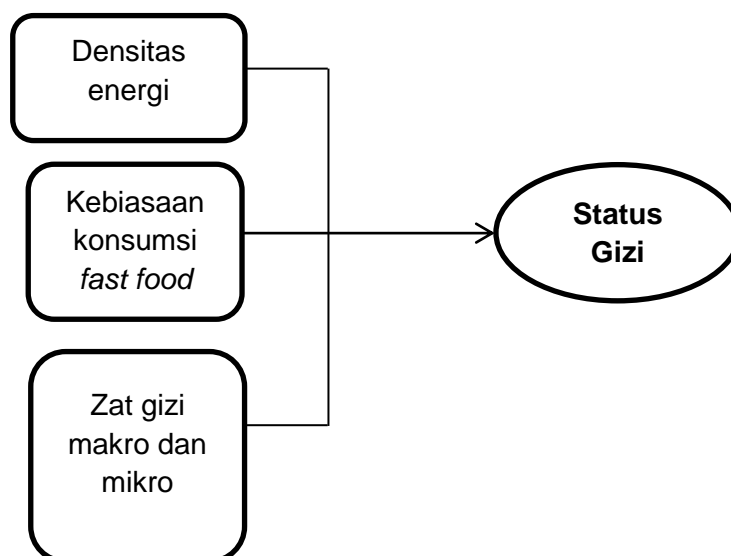 Densitas
energi
Kebiasaan
konsumsi
fast food
Status
Gizi
Zat gizi
makro dan
mikro